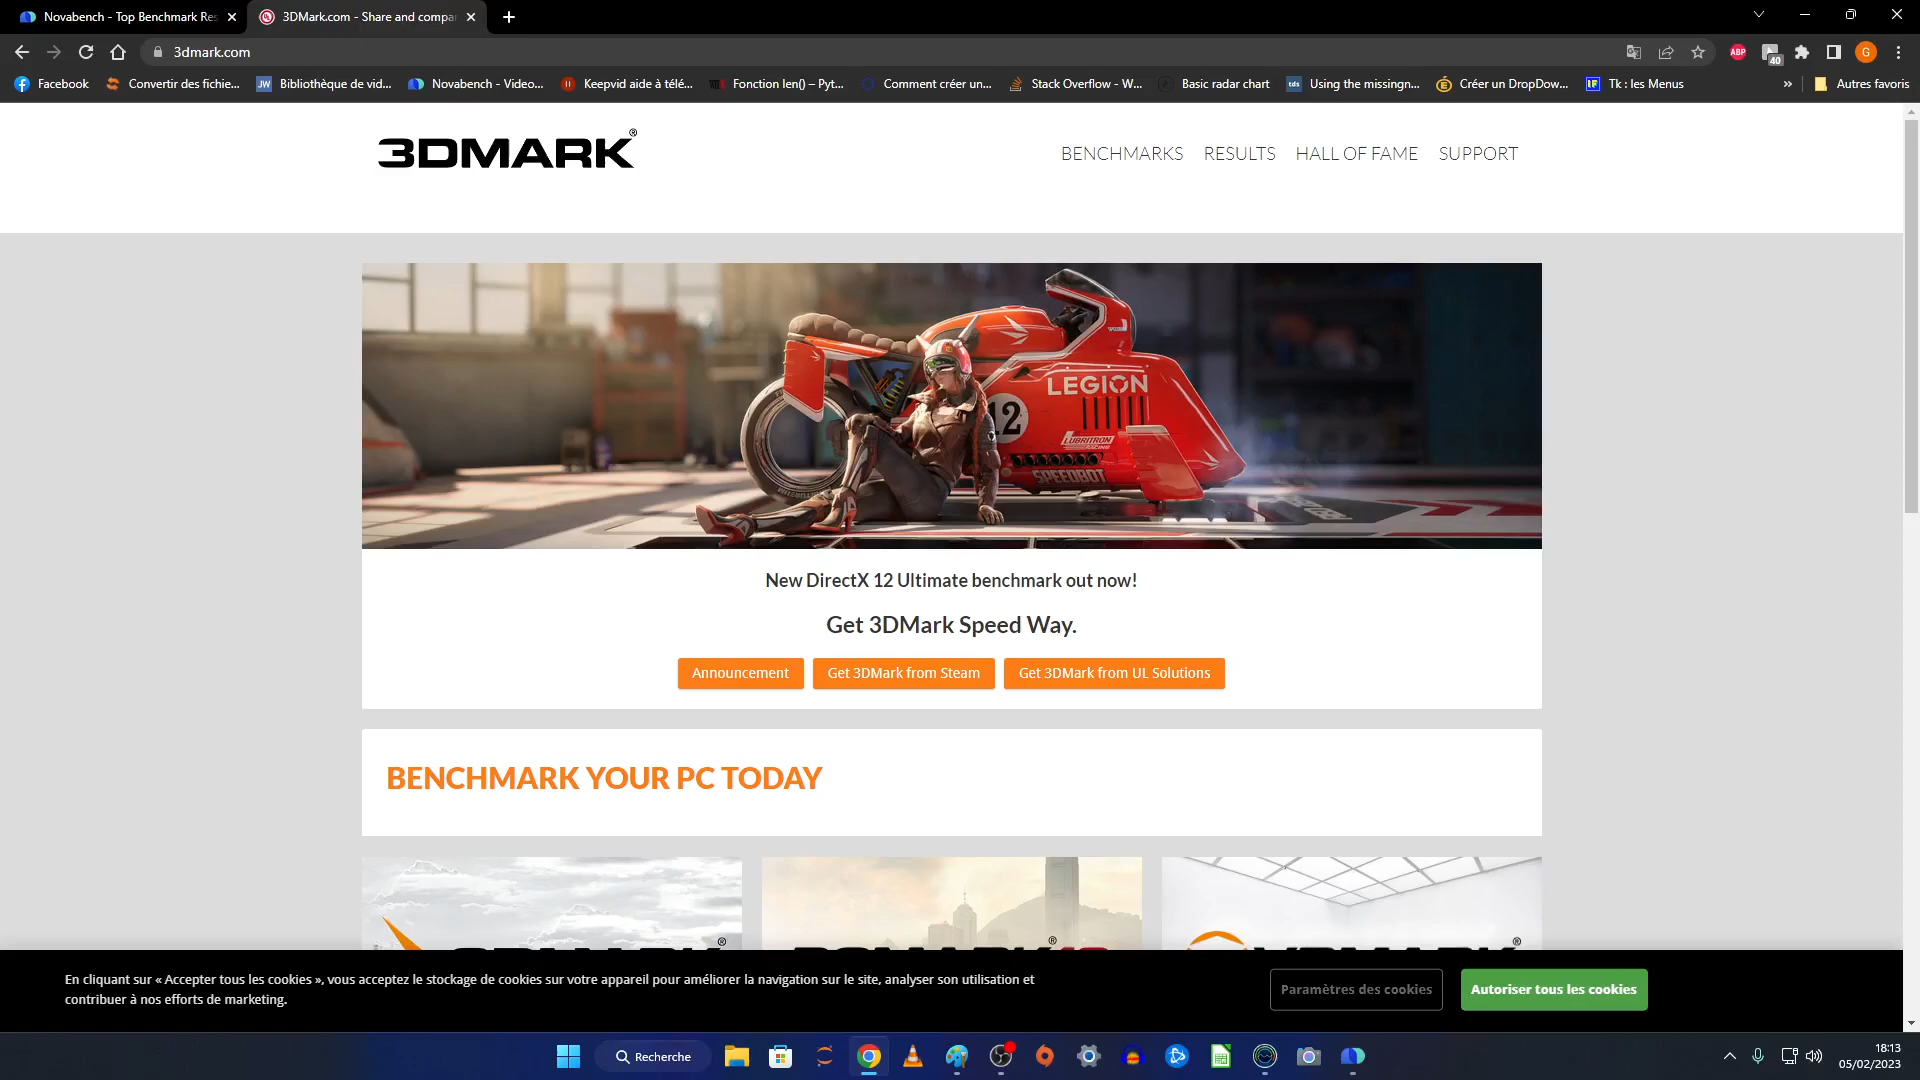 Novabench - Top Benchmark Res
3DMark.com - Share and compar
3dmark.com
ABP
40
G
Facebook
Convertir des fichie...
JW
Bibliothèque de vid...
Novabench - Video...
Keepvid aide à télé...
Fonction len() – Pyt...
Comment créer un...
Stack Overflow - W...
Basic radar chart
tds
Using the missingn...
Créer un DropDow...
Tk : les Menus
»
Autres favoris
3DMARK®
BENCHMARKS
RESULTS
HALL OF FAME
SUPPORT
LEGION
12
LUBRITRON
SPEEDBOT
New DirectX 12 Ultimate benchmark out now!
Get 3DMark Speed Way.
Announcement
Get 3DMark from Steam
Get 3DMark from UL Solutions
BENCHMARK YOUR PC TODAY
En cliquant sur « Accepter tous les cookies », vous acceptez le stockage de cookies sur votre appareil pour améliorer la navigation sur le site, analyser son utilisation et
contribuer à nos efforts de marketing.
Paramètres des cookies
Autoriser tous les cookies
Recherche
18:13
05/02/2023